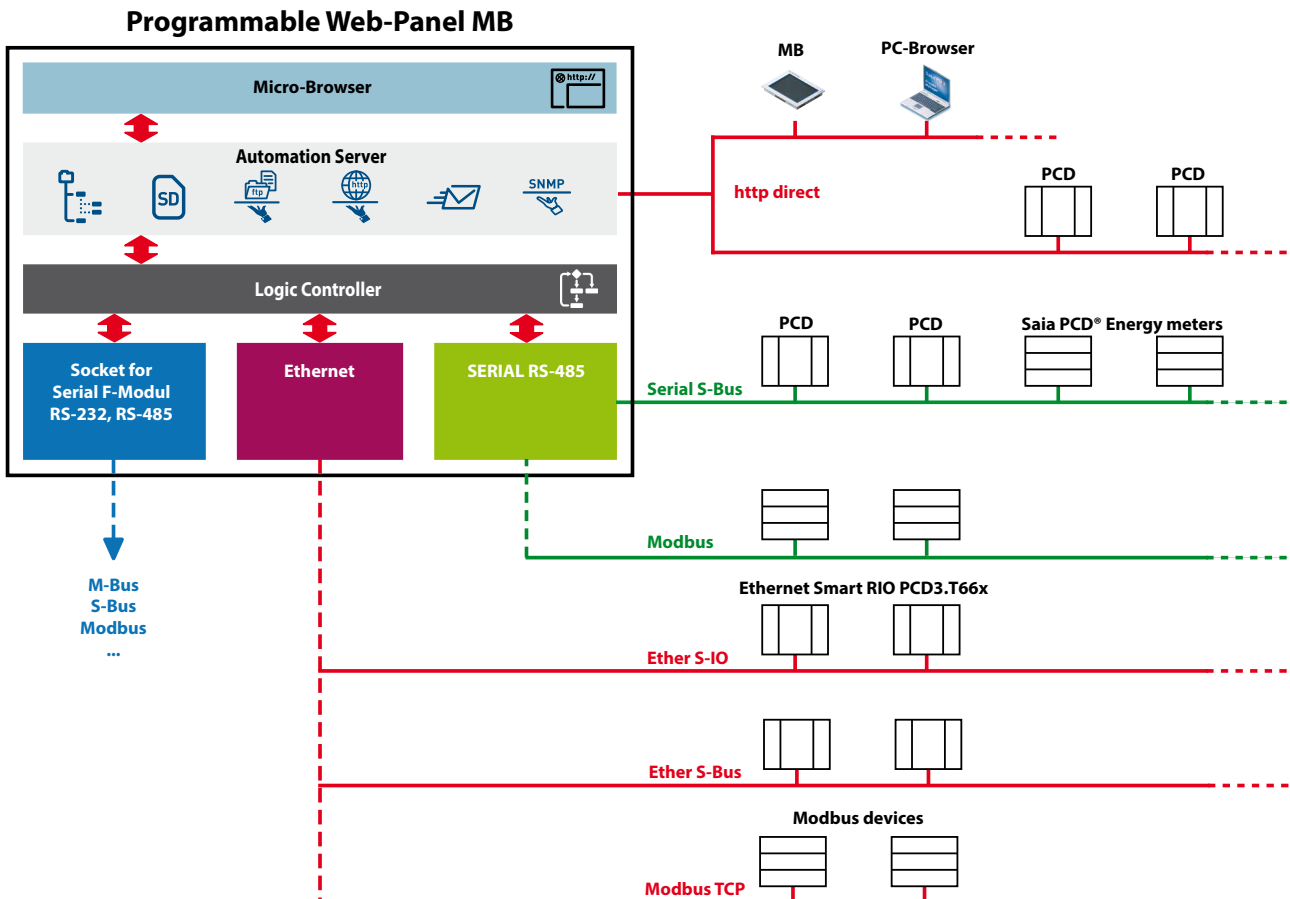 Programmable Web-Panel MB
Micro-Browser
http://
Automation Server
SD
ftp
http
SNMP
Logic Controller
Socket for
Serial F-Modul
RS-232, RS-485
Ethernet
SERIAL RS-485
M-Bus
S-Bus
Modbus
...
MB
PC-Browser
http direct
PCD
PCD
PCD
PCD
Saia PCD® Energy meters
Serial S-Bus
Modbus
Ethernet Smart RIO PCD3.T66x
Ether S-IO
Ether S-Bus
Modbus devices
Modbus TCP